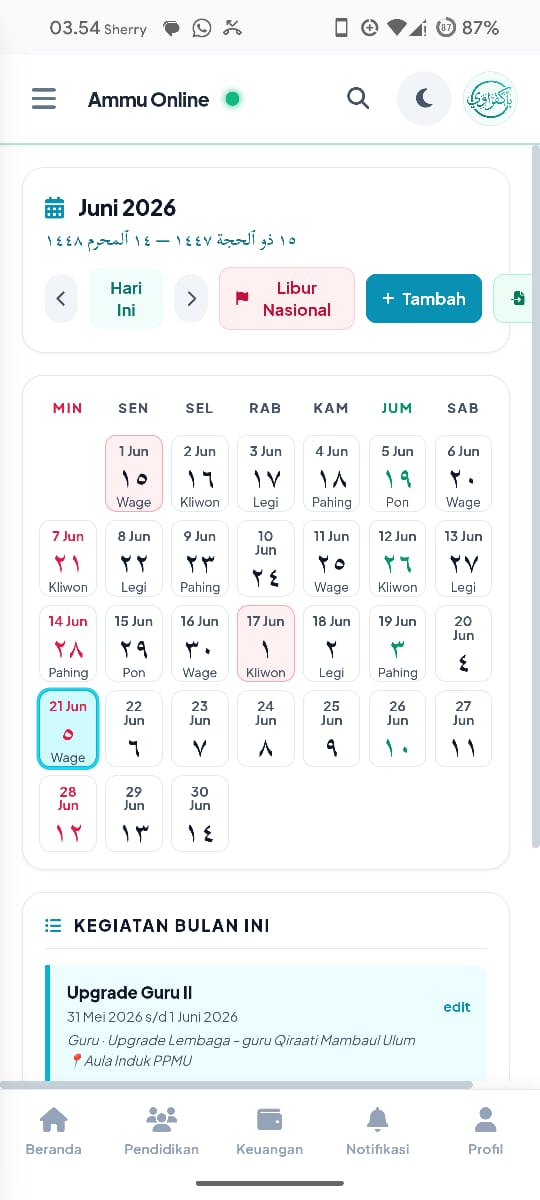 03.54 Sherry 87 87%
Ammu Online
Juni 2026
١٥ ذو ٱلحجة ١٤٤٧ — ١٤ ٱلمحرم ١٤٤٨
Hari
Ini
Libur
Nasional
+ Tambah
MIN SEN SEL RAB KAM JUM SAB
1 Jun 2 Jun 3 Jun 4 Jun 5 Jun 6 Jun
١٥ ١٦ ١٧ ١٨ ١٩ ٢٠
Wage Kliwon Legi Pahing Pon Wage
7 Jun 8 Jun 9 Jun 10 Jun 11 Jun 12 Jun 13 Jun
٢١ ٢٢ ٢٣ ٢٤ ٢٥ ٢٦ ٢٧
Kliwon Legi Pahing Wage Kliwon Legi
14 Jun 15 Jun 16 Jun 17 Jun 18 Jun 19 Jun 20 Jun
٢٨ ٢٩ ٣٠ ١ ٢ ٣ ٤
Pahing Pon Wage Kliwon Legi Pahing
21 Jun 22 Jun 23 Jun 24 Jun 25 Jun 26 Jun 27 Jun
٥ ٦ ٧ ٨ ٩ ١٠ ١١
Wage
28 Jun 29 Jun 30 Jun
١٢ ١٣ ١٤
KEGIATAN BULAN INI
Upgrade Guru II
31 Mei 2026 s/d 1 Juni 2026
edit
Guru · Upgrade Lembaga – guru Qiraati Mambaul Ulum
Aula Induk PPMU
Beranda Pendidikan Keuangan Notifikasi Profil